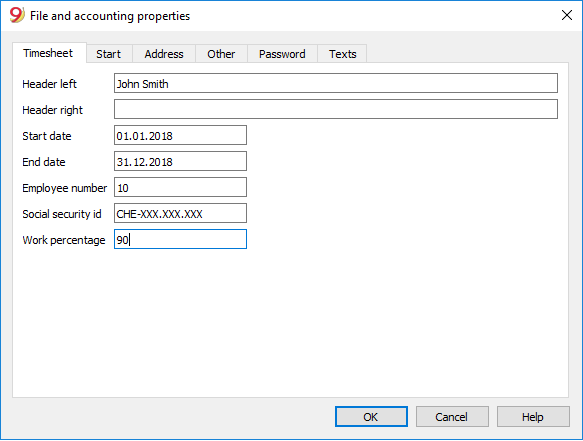 9 File and accounting properties
Timesheet Start Address Other Password Texts
Header left John Smith
Header right
Start date 01.01.2018
End date 31.12.2018
Employee number 10
Social security id CHE-XXX.XXX.XXX
Work percentage 90
OK Cancel Help